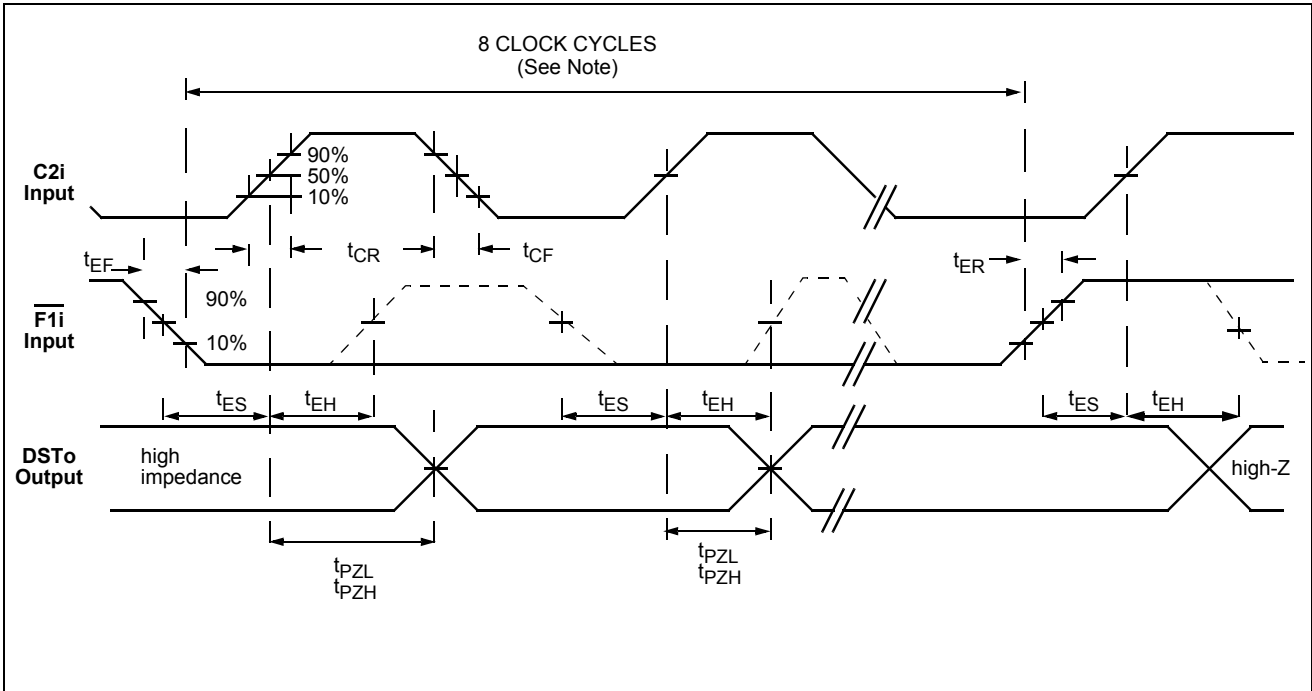 8 CLOCK CYCLES
(See Note)
C2i
Input
90%
50%
10%
tEF
tCR
tCF
tER
F1i
Input
90%
10%
tES
tEH
tES
tEH
tES
tEH
DSTo
Output
high
impedance
high-Z
tPZL
tPZH
tPZL
tPZH